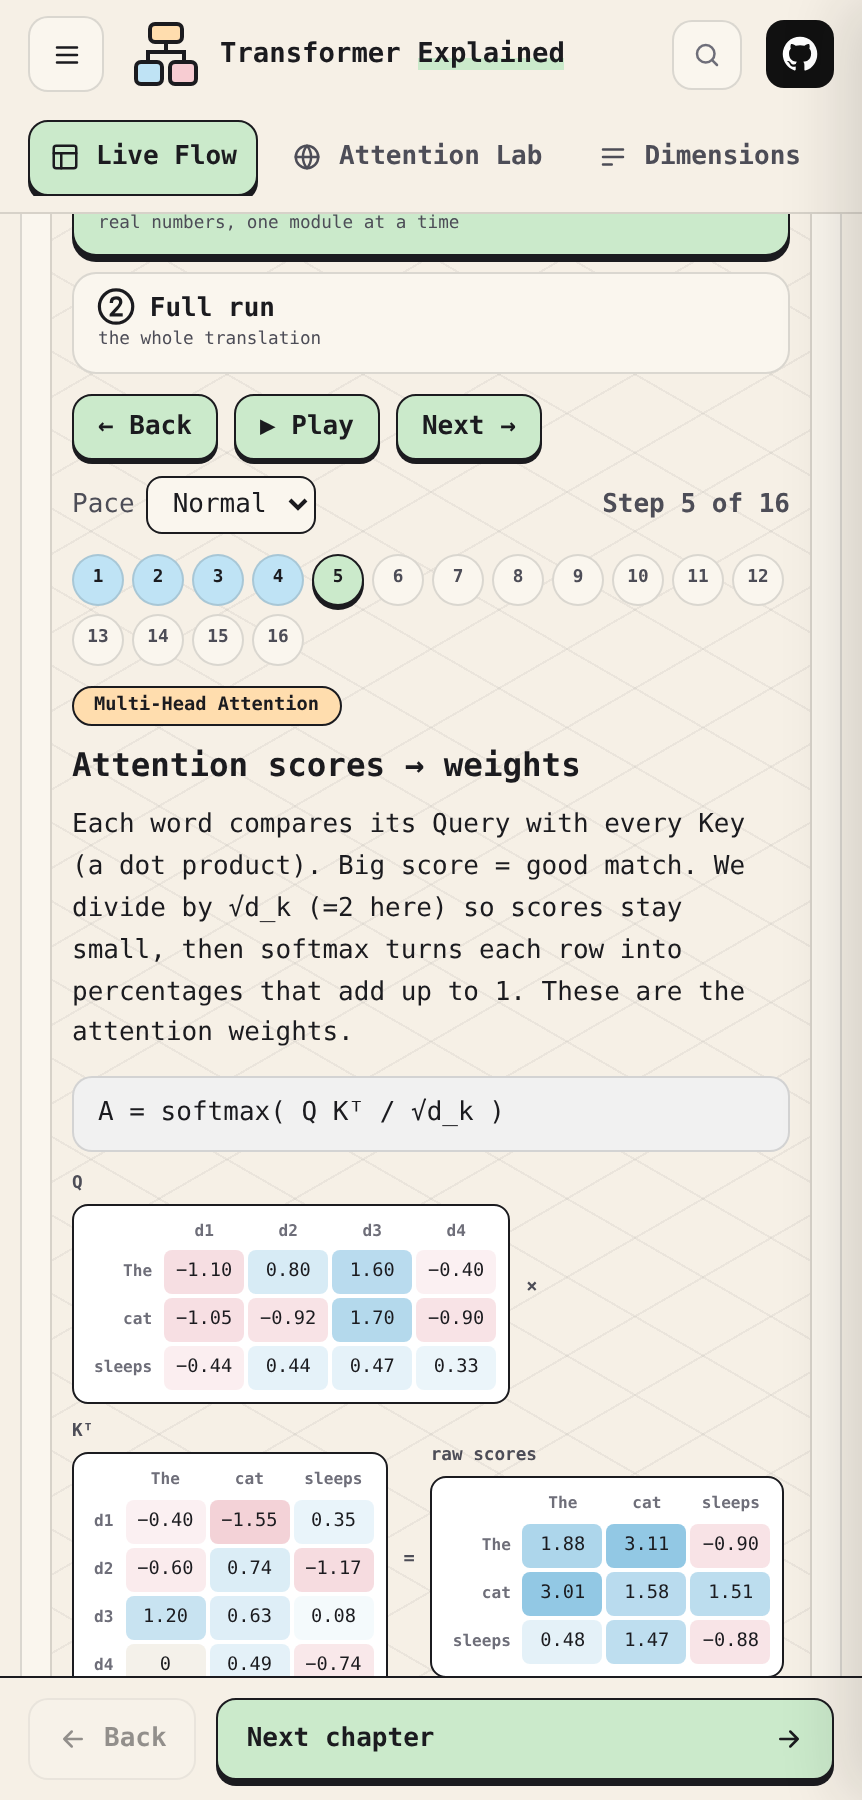 Transformer Explained
Live Flow
Attention Lab
Dimensions
real numbers, one module at a time
② Full run
the whole translation
← Back
▶ Play
Next →
Pace
Normal
Step 5 of 16
1 2 3 4 5 6 7 8 9 10 11 12
13 14 15 16
Multi-Head Attention
Attention scores → weights
Each word compares its Query with every Key
(a dot product). Big score = good match. We
divide by √d_k (=2 here) so scores stay
small, then softmax turns each row into
percentages that add up to 1. These are the
attention weights.
A = softmax( Q Kᵀ / √d_k )
Q
d1 d2 d3 d4
The −1.10 0.80 1.60 −0.40
cat −1.05 −0.92 1.70 −0.90
sleeps −0.44 0.44 0.47 0.33
×
Kᵀ
The cat sleeps
d1 −0.40 −1.55 0.35
d2 −0.60 0.74 −1.17
d3 1.20 0.63 0.08
d4 0 0.49 −0.74
=
raw scores
The cat sleeps
The 1.88 3.11 −0.90
cat 3.01 1.58 1.51
sleeps 0.48 1.47 −0.88
← Back
Next chapter →